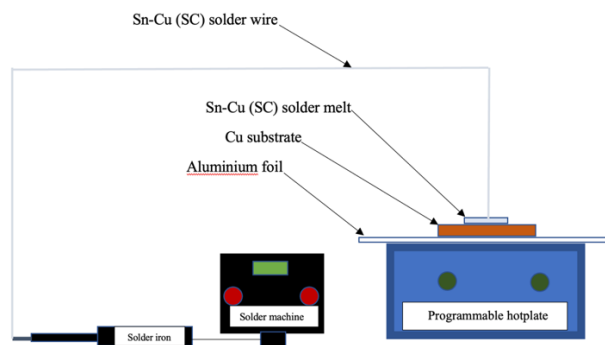 Sn-Cu (SC) solder wire
Sn-Cu (SC) solder melt
Cu substrate
Aluminium foil
Solder machine
Programmable hotplate
Solder iron